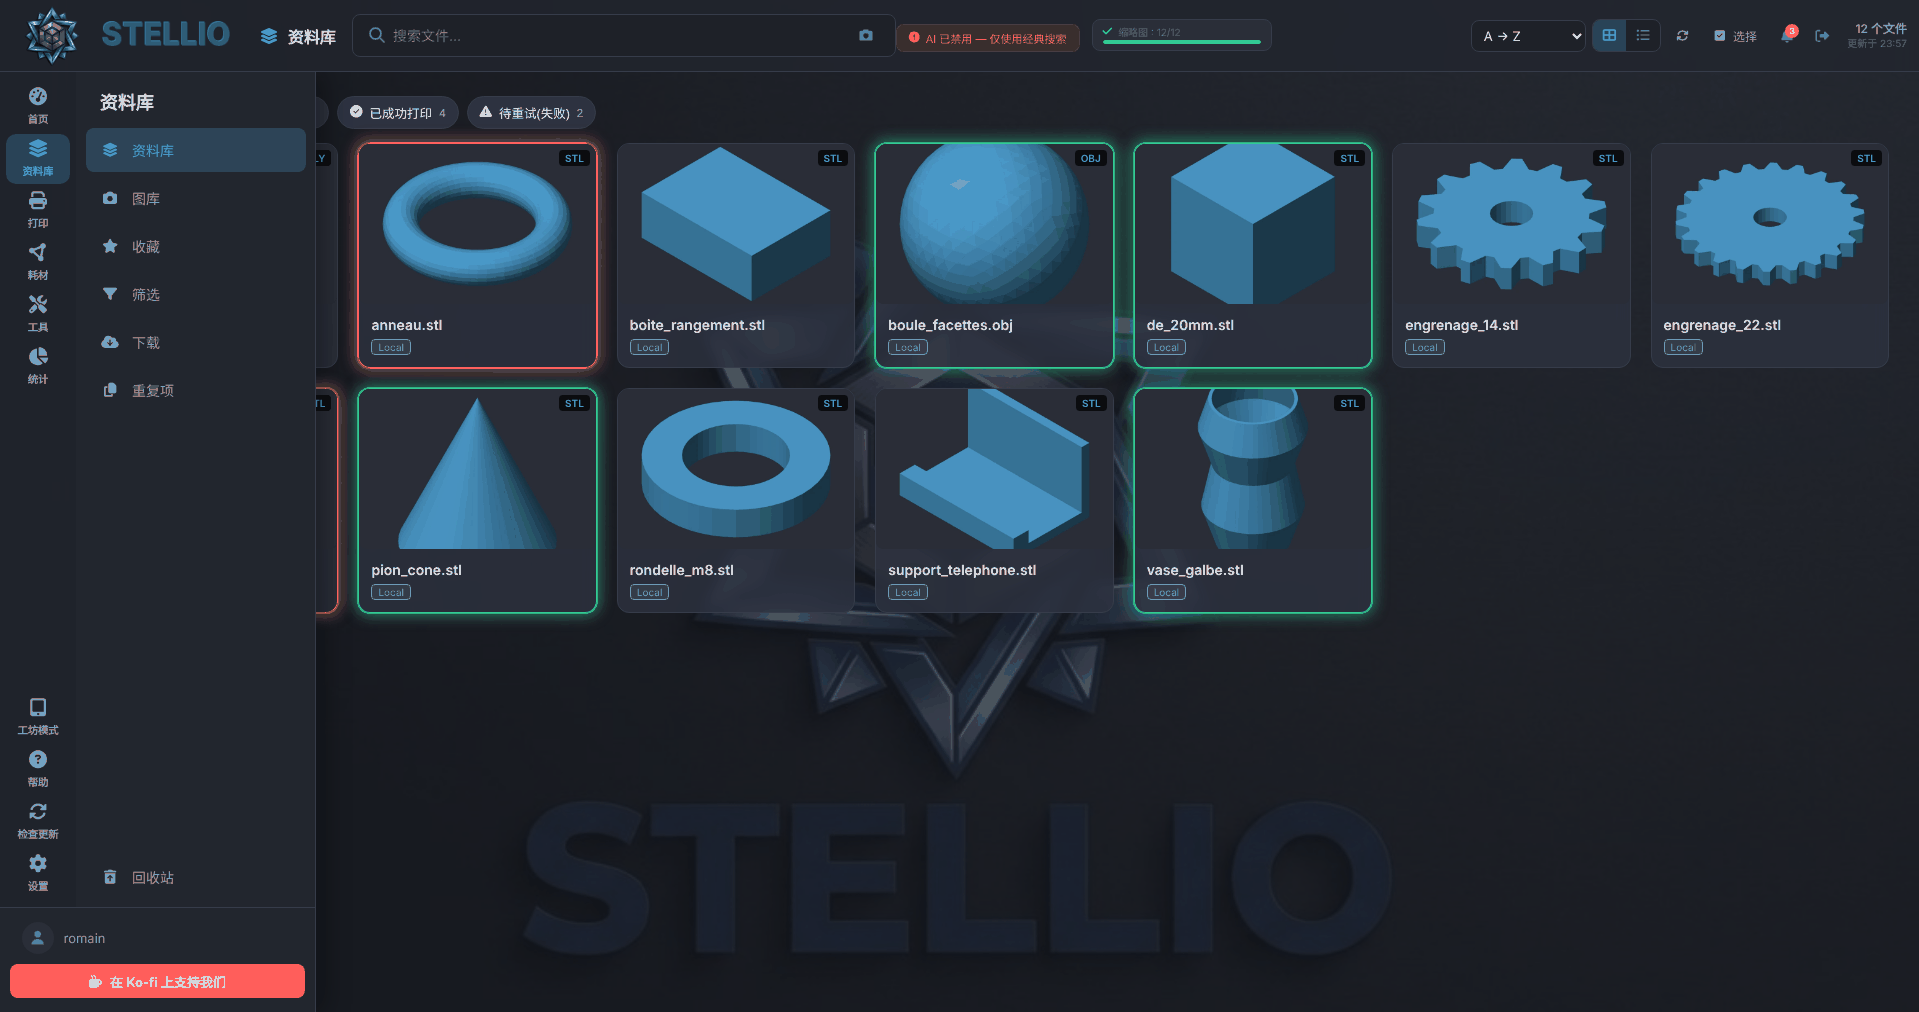 STELLIO
资料库
搜索文件...
AI 已禁用 — 仅使用经典搜索
缩略图 : 12/12
A → Z
选择
3
12 个文件
更新于 23:57
首页
资料库
打印
耗材
工具
统计
工坊模式
帮助
检查更新
设置
资料库
资料库
图库
收藏
筛选
下载
重复项
回收站
romain
在 Ko-fi 上支持我们
已成功打印 4
待重试(失败) 2
LY
STL
anneau.stl
Local
STL
boite_rangement.stl
Local
OBJ
boule_facettes.obj
Local
STL
de_20mm.stl
Local
STL
engrenage_14.stl
Local
STL
engrenage_22.stl
Local
TL
STL
pion_cone.stl
Local
STL
rondelle_m8.stl
Local
STL
support_telephone.stl
Local
STL
vase_galbe.stl
Local
STELLIO